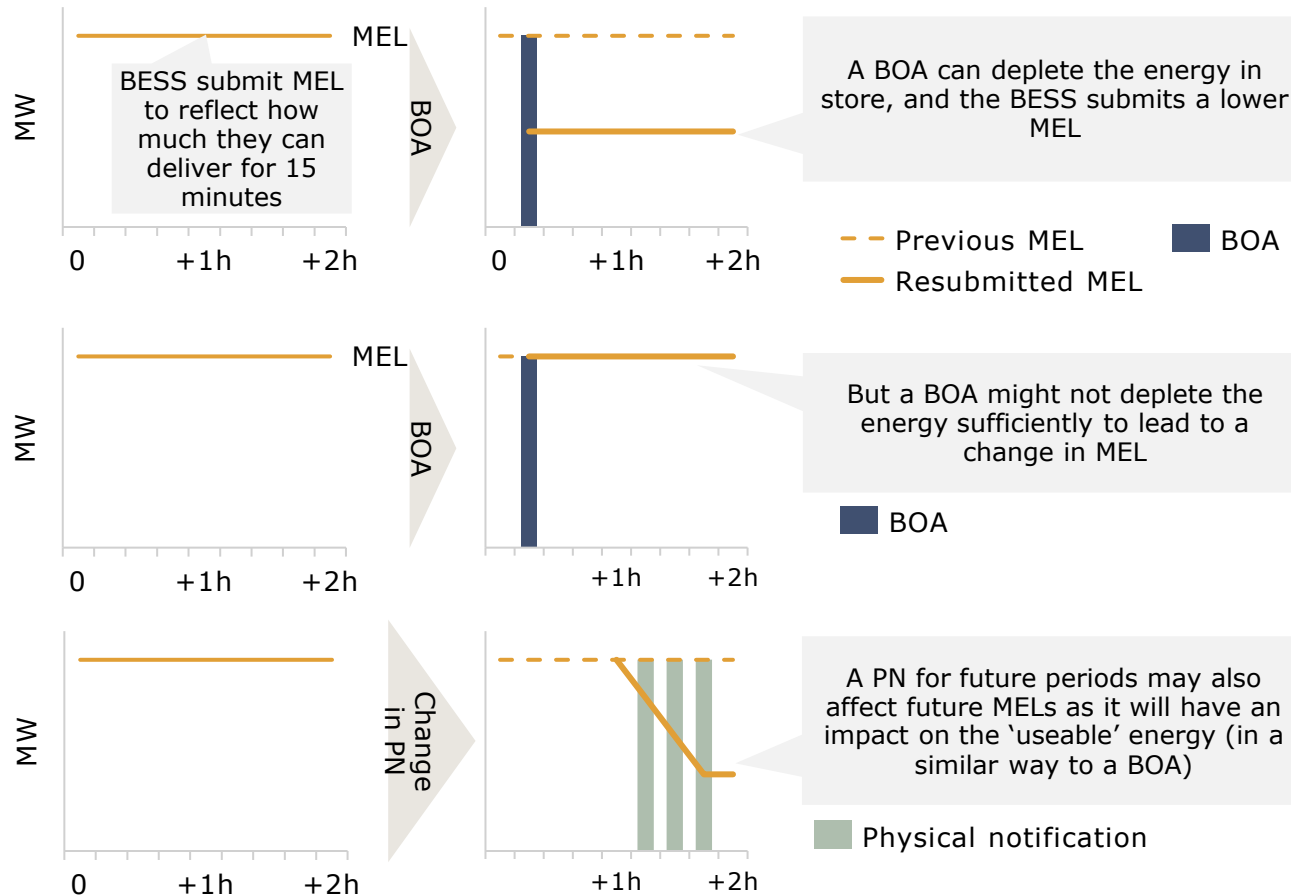 MW
BESS submit MEL
to reflect how
much they can
deliver for 15
minutes
MEL
0
+1h
+2h
BOA
0
+1h
+2h
A BOA can deplete the energy in
store, and the BESS submits a lower
MEL
Previous MEL
BOA
Resubmitted MEL
MW
MEL
0
+1h
+2h
BOA
+1h
+2h
But a BOA might not deplete the
energy sufficiently to lead to a
change in MEL
BOA
MW
0
+1h
+2h
Change
in PN
+1h
+2h
A PN for future periods may also
affect future MELs as it will have an
impact on the ‘useable’ energy (in a
similar way to a BOA)
Physical notification